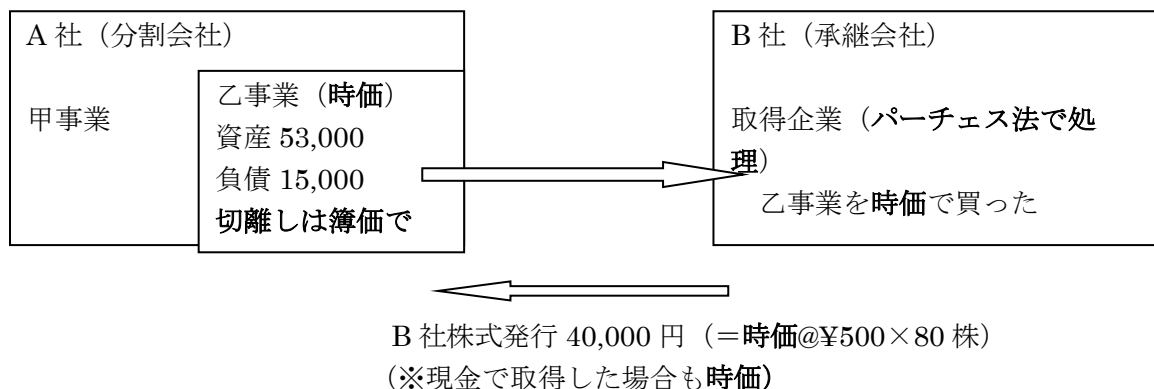 A 社（分割会社）
甲事業
乙事業（時価）
資産 53,000
負債 15,000
切離しは簿価で
B 社（承継会社）
取得企業（パーチェス法で処
理）
乙事業を時価で買った
B 社株式発行 40,000 円（＝時価@¥500×80 株）
（※現金で取得した場合も時価）